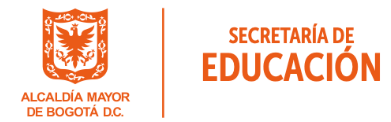 ALCALDÍA MAYOR
DE BOGOTÁ D.C.
SECRETARÍA DE
EDUCACIÓN